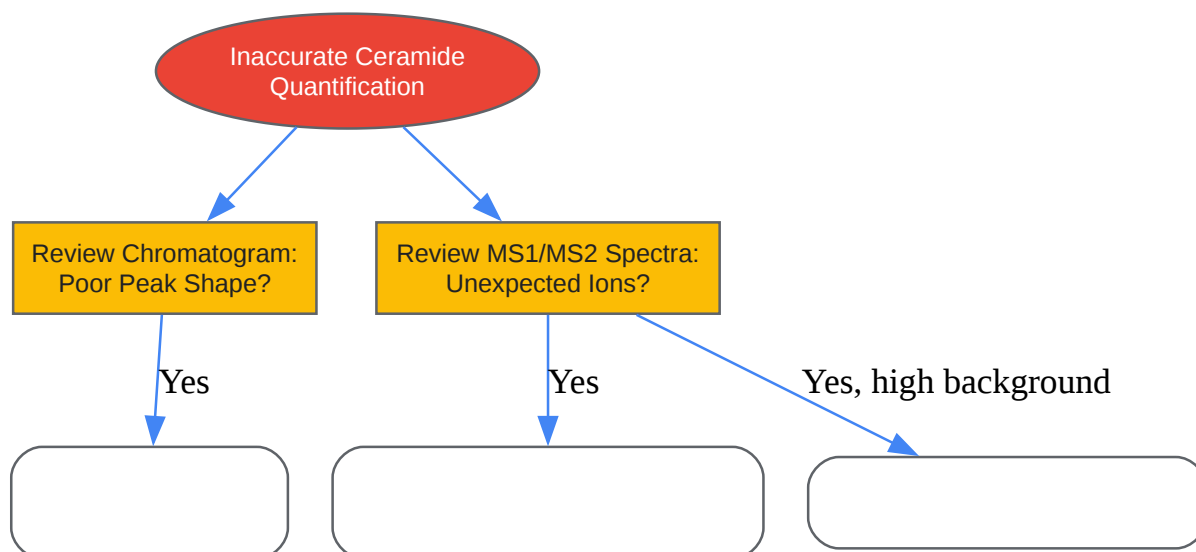 Inaccurate Ceramide
Quantification
Review Chromatogram:
Poor Peak Shape?
Review MS1/MS2 Spectra:
Unexpected Ions?
Yes
Yes
Yes, high background